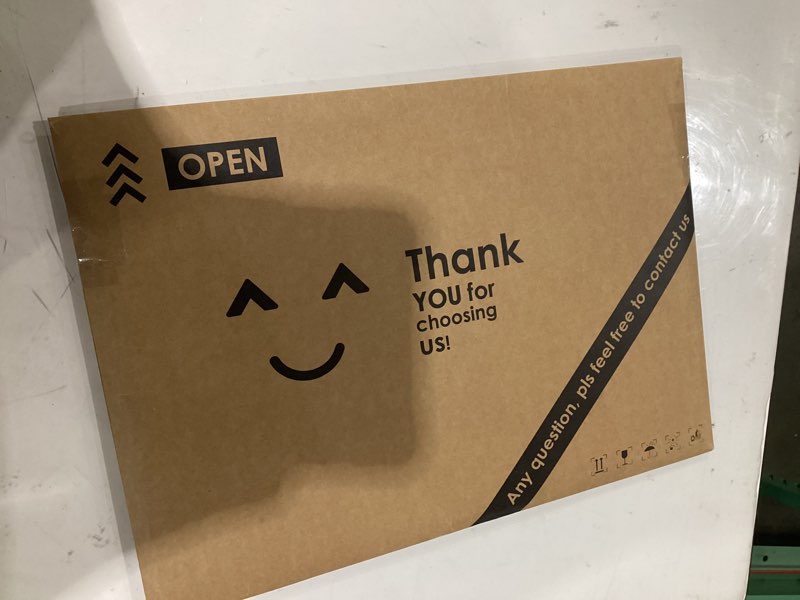 OPEN
Thank
YOU for
choosing
US!
Any question, pls feel free to contact us